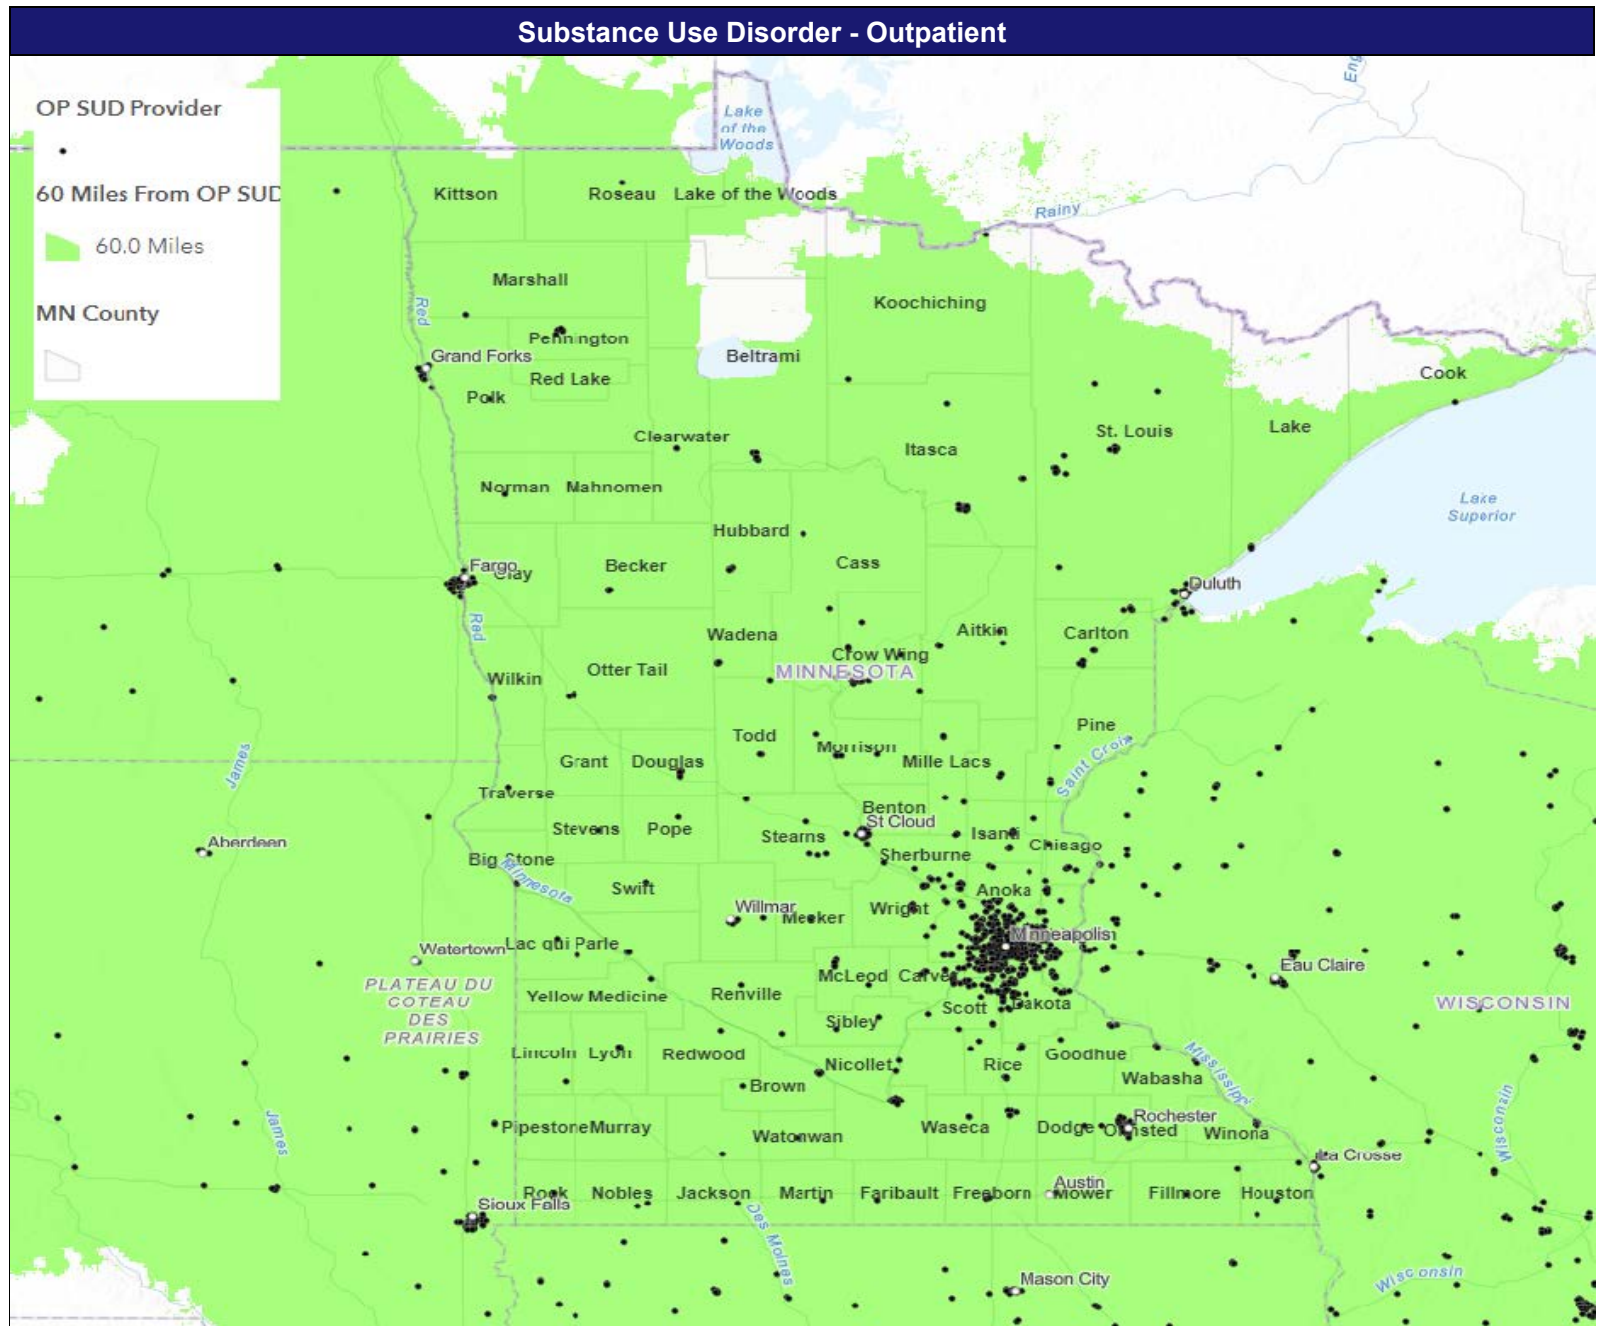 Substance Use Disorder - Outpatient
OP SUD Provider
60 Miles From OP SUD
60.0 Miles
MN County
Eng
Lake
of the
Woods
Kittson
Roseau
Lake of the Woods
Rainy
Marshall
Koochiching
Red
Pennington
Grand Forks
Beltrami
Red Lake
Cook
Polk
Clearwater
St. Louis
Lake
Itasca
Norman
Mahnomen
Lake
Superior
Hubbard
Cass
Fargo
Clay
Becker
Duluth
Red
Wadena
Aitkin
Carlton
Crow Wing
MINNESOTA
Otter Tail
Wilkin
Pine
Todd
Morrison
Saint Croix
James
Grant
Douglas
Mille Lacs
Traverse
Benton
St Cloud
Stevens
Pope
Stearns
Isanti
Aberdeen
Chisago
Big Stone
Sherburne
Minnesota
Swift
Anoka
Willmar
Meeker
Wright
Minneapolis
Watertown
Lac qui Parle
Eau Claire
McLeod
Carver
PLATEAU DU
COTEAU
DES
PRAIRIES
Yellow Medicine
Renville
Scott
Dakota
WISCONSIN
Sibley
Lincoln
Lyon
Redwood
Nicollet
Rice
Goodhue
Mississippi
Brown
Wabasha
Wisconsin
James
Pipestone
Murray
Watonwan
Waseca
Dodge
Rochester
Olmsted
Winona
La Crosse
Rock
Nobles
Jackson
Martin
Faribault
Freeborn
Austin
Mower
Fillmore
Houston
Sioux Falls
Des Moines
Mason City
Wisconsin